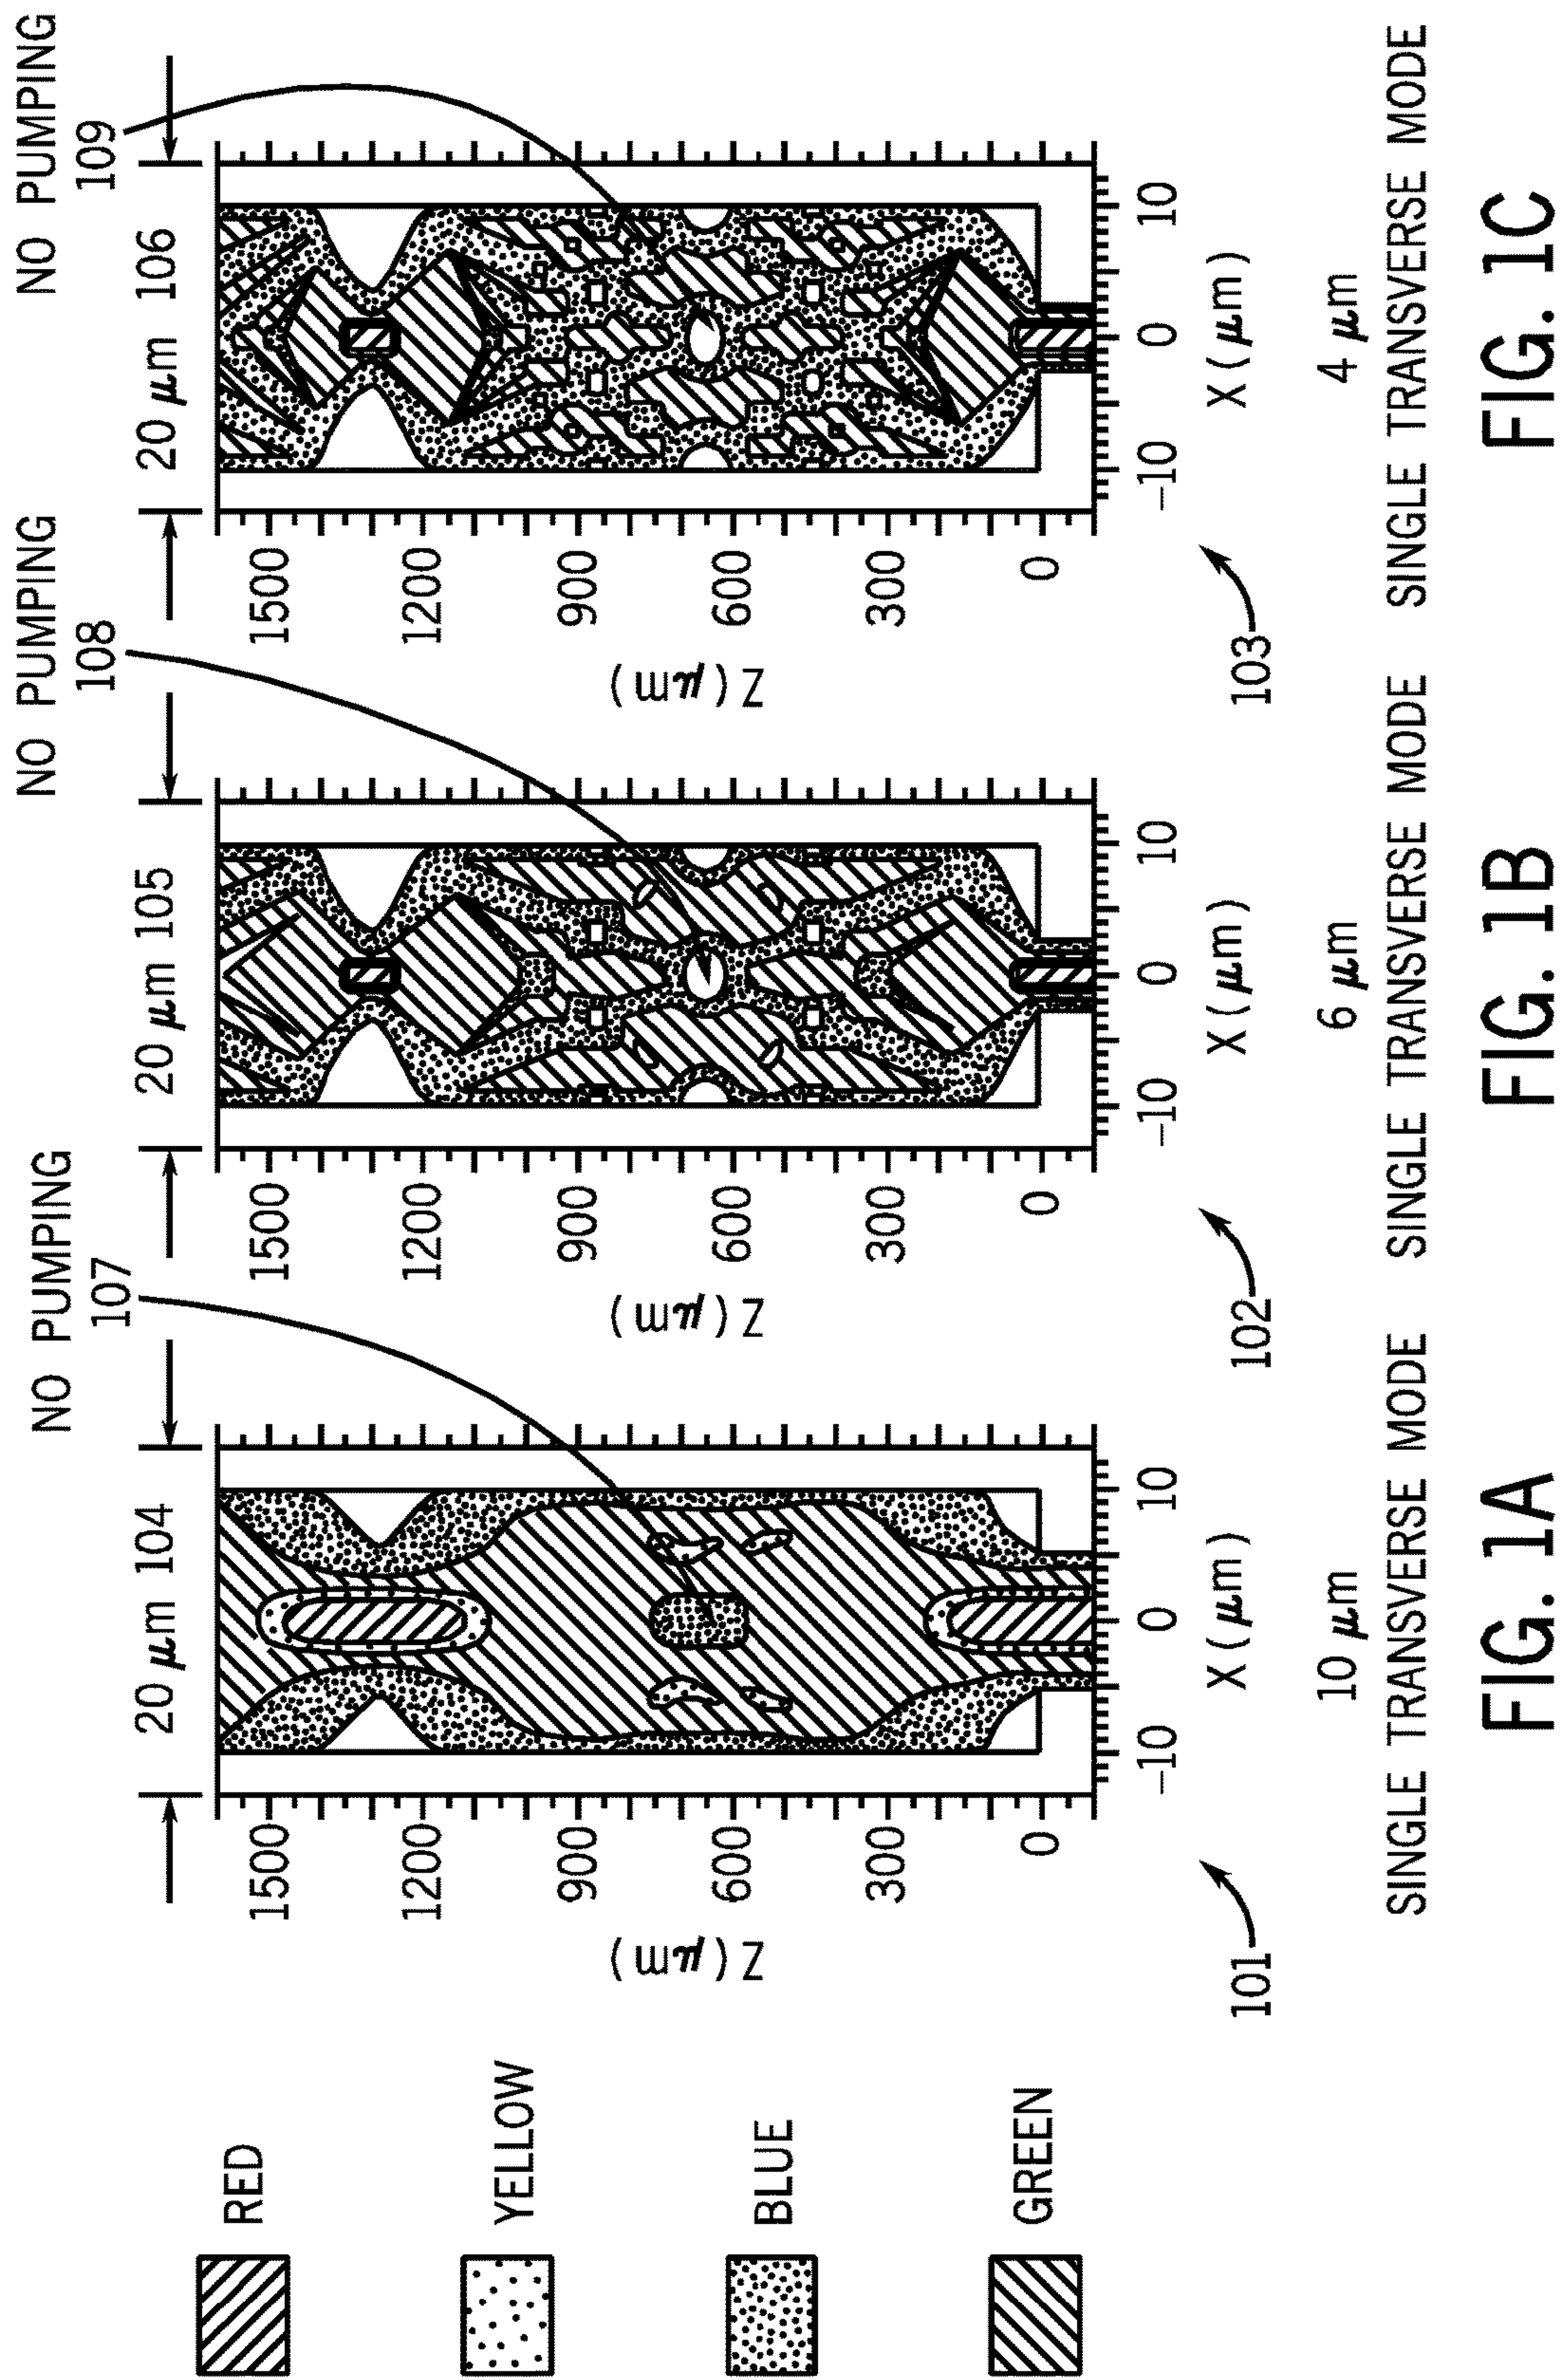 RED
YELLOW
BLUE
GREEN
NO PUMPING
107
20 μm 104
1500
1200
900
600
300
0
Z (μm)
-10 0 10
X (μm)
101
10 μm
SINGLE TRANSVERSE MODE
FIG. 1A
NO PUMPING
108
20 μm 105
1500
1200
900
600
300
0
Z (μm)
-10 0 10
X (μm)
102
6 μm
SINGLE TRANSVERSE MODE
FIG. 1B
NO PUMPING
109
20 μm 106
1500
1200
900
600
300
0
Z (μm)
-10 0 10
X (μm)
103
4 μm
SINGLE TRANSVERSE MODE
FIG. 1C